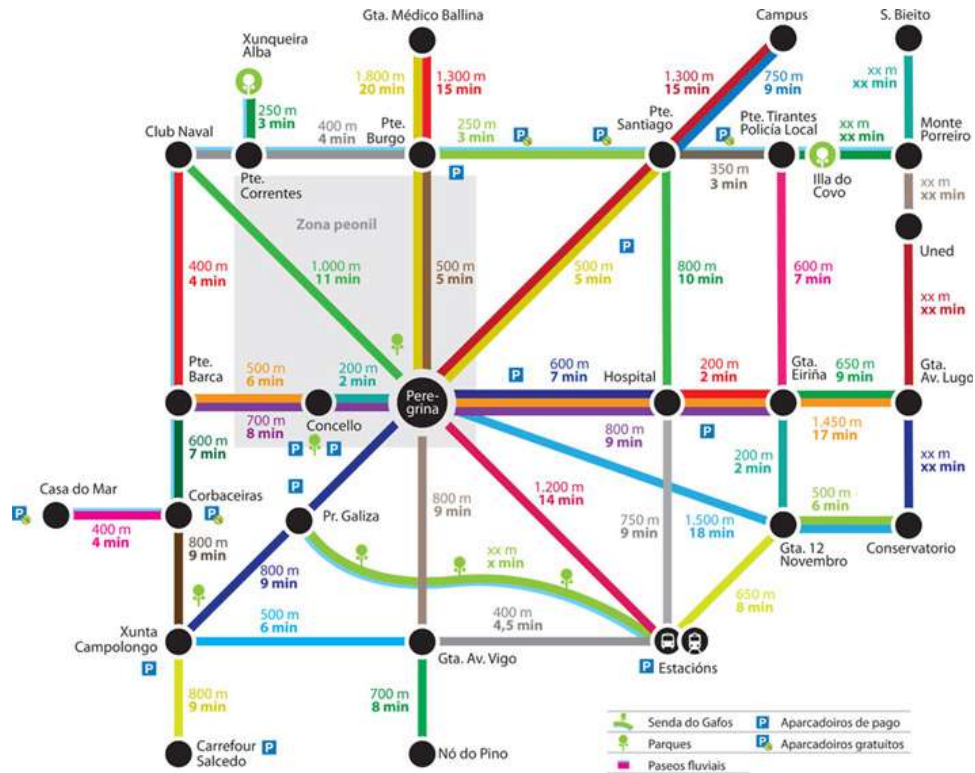 Gta. Médico Ballina
Campus
S. Bieito
Xunqueira
Alba
1.800 m
20 min
1.300 m
15 min
1.300 m
15 min
750 m
9 min
xx m
xx min
250 m
3 min
400 m
4 min
Pte.
Burgo
250 m
3 min
Pte.
Santiago
Pte. Tirantes
Policía Local
xx m
xx min
Monte
Porreiro
Club Naval
Pte.
Correntes
350 m
3 min
Illa do
Covo
xx m
xx min
Zona peonil
Uned
400 m
4 min
1.000 m
11 min
500 m
5 min
500 m
5 min
800 m
10 min
600 m
7 min
xx m
xx min
Pte.
Barca
500 m
6 min
200 m
2 min
Pere-
grina
600 m
7 min
Hospital
200 m
2 min
Gta.
Eiriña
650 m
9 min
Gta.
Av. Lugo
700 m
8 min
Concello
800 m
9 min
1.450 m
17 min
600 m
7 min
xx m
xx min
Casa do Mar
Corbaceiras
800 m
9 min
1.200 m
14 min
200 m
2 min
500 m
6 min
400 m
4 min
800 m
9 min
Pr. Galiza
750 m
9 min
1.500 m
18 min
Gta. 12
Novembro
Conservatorio
xx m
x min
800 m
9 min
650 m
8 min
Xunta
Campolongo
500 m
6 min
400 m
4,5 min
Gta. Av. Vigo
P
Estacións
800 m
9 min
700 m
8 min
Carrefour
Salcedo
P
Nó do Pino
Senda do Gafos
P Aparcadoiros de pago
Parques
P Aparcadoiros gratuítos
Paseos fluviais